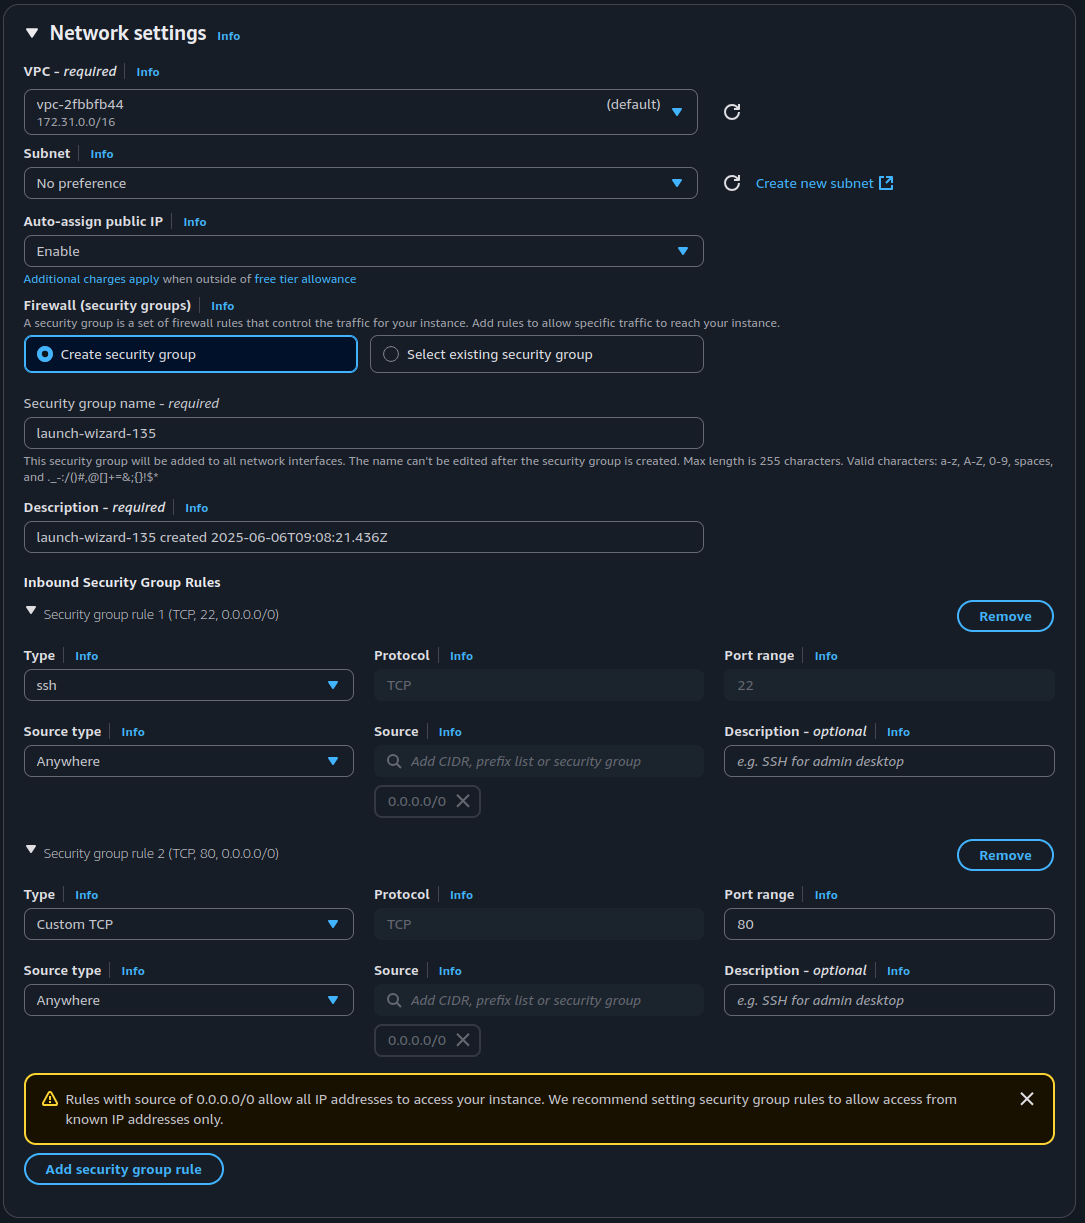 Network settings Info
VPC - required Info
vpc-2fbbfb44 (default)
172.31.0.0/16
Subnet Info
No preference
Create new subnet
Auto-assign public IP Info
Enable
Additional charges apply when outside of free tier allowance
Firewall (security groups) Info
A security group is a set of firewall rules that control the traffic for your instance. Add rules to allow specific traffic to reach your instance.
Create security group
Select existing security group
Security group name - required
launch-wizard-135
This security group will be added to all network interfaces. The name can't be edited after the security group is created. Max length is 255 characters. Valid characters: a-z, A-Z, 0-9, spaces,
and ._-:/()#,@[]+=&;{}!$*
Description - required Info
launch-wizard-135 created 2025-06-06T09:08:21.436Z
Inbound Security Group Rules
Security group rule 1 (TCP, 22, 0.0.0.0/0)
Remove
Type Info
Protocol Info
Port range Info
ssh
TCP
22
Source type Info
Source Info
Description - optional Info
Anywhere
Add CIDR, prefix list or security group
e.g. SSH for admin desktop
0.0.0.0/0
Security group rule 2 (TCP, 80, 0.0.0.0/0)
Remove
Type Info
Protocol Info
Port range Info
Custom TCP
TCP
80
Source type Info
Source Info
Description - optional Info
Anywhere
Add CIDR, prefix list or security group
e.g. SSH for admin desktop
0.0.0.0/0
Rules with source of 0.0.0.0/0 allow all IP addresses to access your instance. We recommend setting security group rules to allow access from
known IP addresses only.
Add security group rule